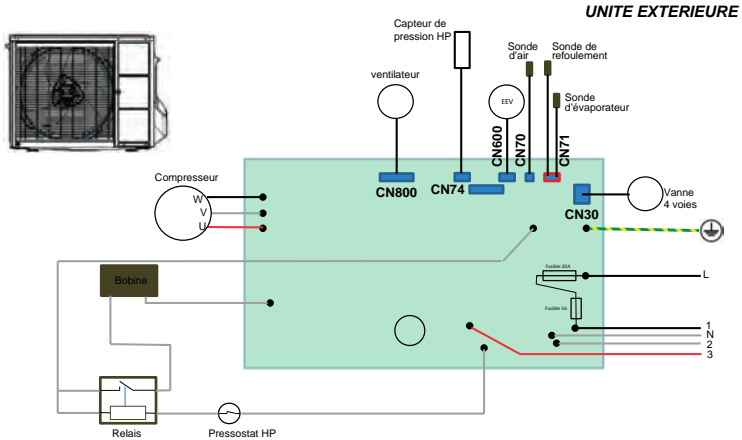 UNITE EXTERIEURE
Capteur de
pression HP
Sonde
d'air
Sonde de
refoulement
ventilateur
EEV
Sonde
d'évaporateur
CN600
CN70
CN71
Compresseur
CN800
CN74
W
V
U
CN30
Vanne
4 voies
Bobine
Fusible 20A
L
Fusible 5A
1
N
2
3
Relais
Pressostat HP